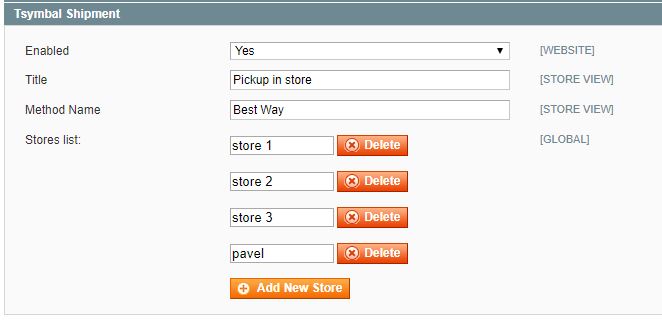 Tsymbal Shipment
Enabled Yes [WEBSITE]
Title Pickup in store [STORE VIEW]
Method Name Best Way [STORE VIEW]
Stores list: store 1 Delete [GLOBAL]
store 2 Delete
store 3 Delete
pavel Delete
Add New Store